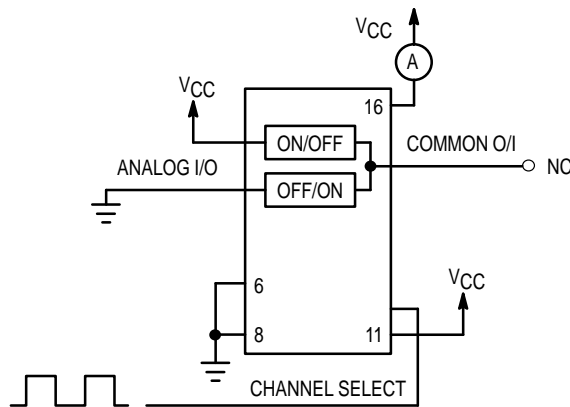 VCC
A
VCC
16
ON/OFF
COMMON O/I
NC
ANALOG I/O
OFF/ON
VCC
6
8
11
CHANNEL SELECT